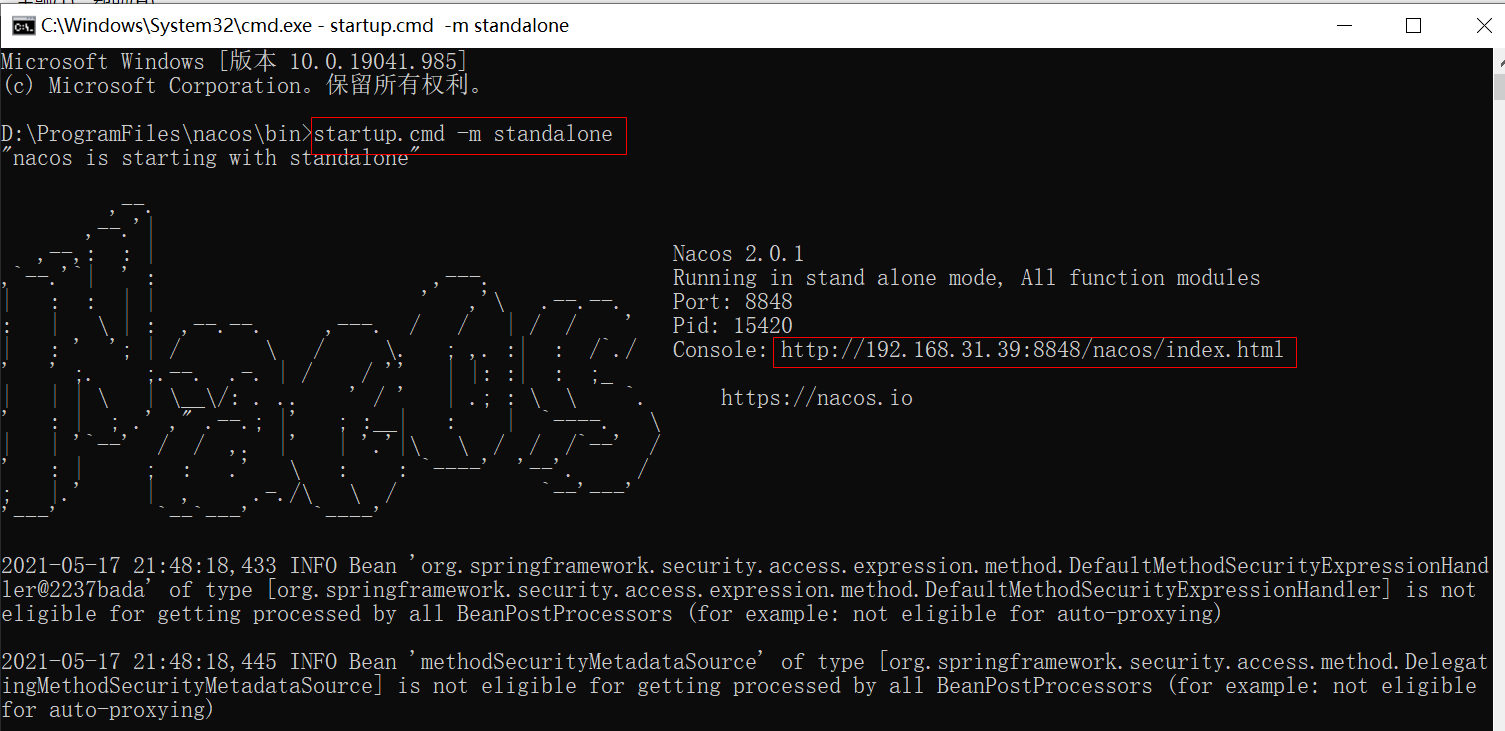 C:\Windows\System32\cmd.exe - startup.cmd  -m standalone
Microsoft Windows [版本 10.0.19041.985]
(c) Microsoft Corporation。保留所有权利。
D:\ProgramFiles\nacos\bin>startup.cmd -m standalone
"nacos is starting with standalone"
Nacos 2.0.1
Running in stand alone mode, All function modules
Port: 8848
Pid: 15420
Console: http://192.168.31.39:8848/nacos/index.html
https://nacos.io
2021-05-17 21:48:18,433 INFO Bean 'org.springframework.security.access.expression.method.DefaultMethodSecurityExpressionHand
ler@2237bada' of type [org.springframework.security.access.expression.method.DefaultMethodSecurityExpressionHandler] is not
eligible for getting processed by all BeanPostProcessors (for example: not eligible for auto-proxying)
2021-05-17 21:48:18,445 INFO Bean 'methodSecurityMetadataSource' of type [org.springframework.security.access.method.Delegat
ingMethodSecurityMetadataSource] is not eligible for getting processed by all BeanPostProcessors (for example: not eligible
for auto-proxying)